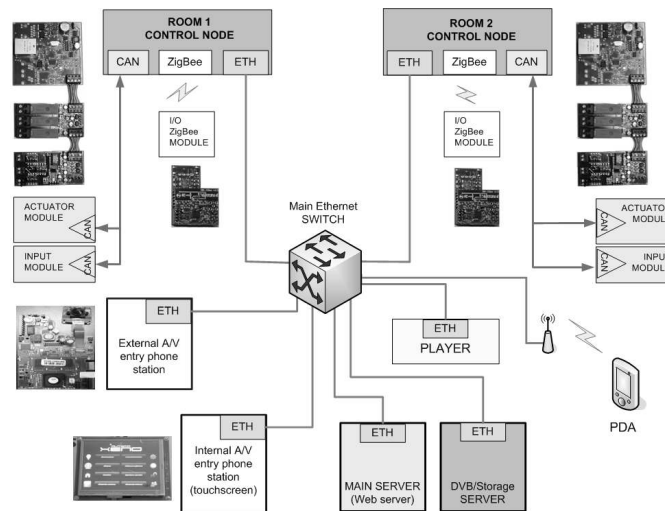 ROOM 1
CONTROL NODE
CAN
ZigBee
ETH
ROOM 2
CONTROL NODE
ETH
ZigBee
CAN
I/O
ZigBee
MODULE
I/O
ZigBee
MODULE
Main Ethernet
SWITCH
ACTUATOR
MODULE
CAN
INPUT
MODULE
CAN
CAN
ACTUATO
MODUL
CAN
INPU
MODUL
ETH
External A/V
entry phone
station
ETH
PLAYER
PDA
ETH
Internal A/V
entry phone
station
(touchscreen)
ETH
MAIN SERVER
(Web server)
ETH
DVB/Storage
SERVER